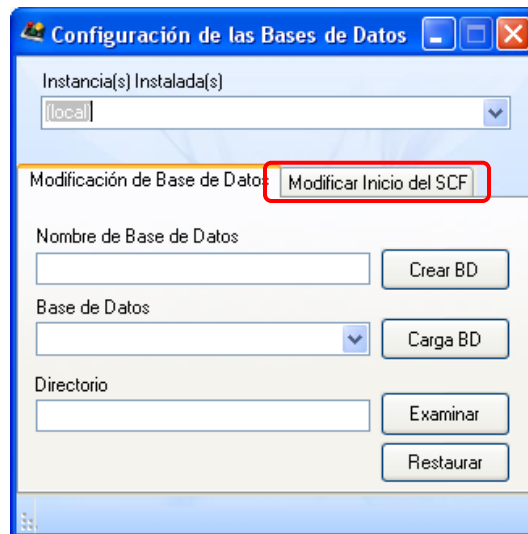 Configuración de las Bases de Datos
Instancia(s) Instalada(s)
(local)
Modificación de Base de Datos Modificar Inicio del SCF
Nombre de Base de Datos
Crear BD
Base de Datos
Carga BD
Directorio
Examinar
Restaurar